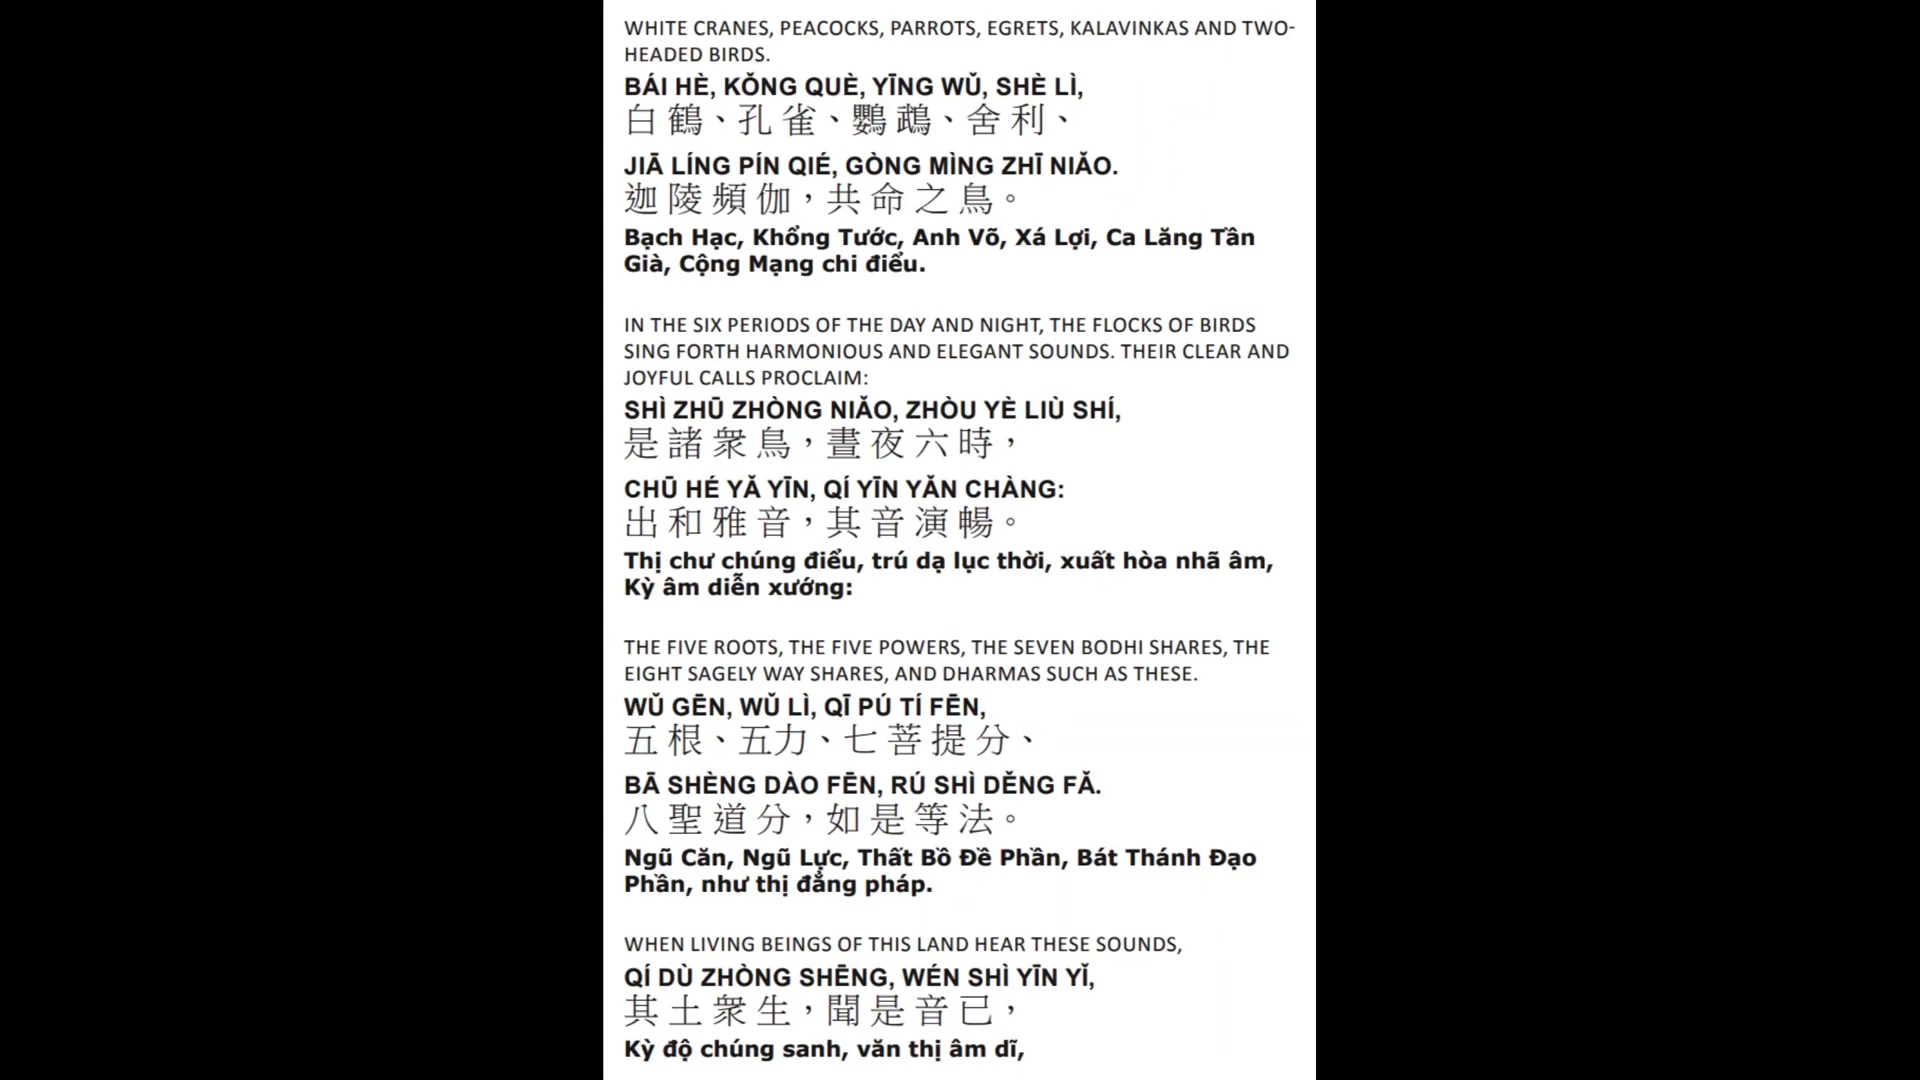 WHITE CRANES, PEACOCKS, PARROTS, EGRETS, KALAVINKAS AND TWO-
HEADED BIRDS.
BÁI HÈ, KǑNG QUÈ, YĪNG WǓ, SHÈ LÌ,
白鶴、孔雀、鸚鵡、舍利、
JIĀ LÍNG PÍN QIÉ, GÒNG MÌNG ZHĪ NIǍO.
迦陵頻伽，共命之鳥。
Bạch Hạc, Khổng Tước, Anh Võ, Xá Lợi, Ca Lăng Tần
Già, Cộng Mạng chi điểu.
IN THE SIX PERIODS OF THE DAY AND NIGHT, THE FLOCKS OF BIRDS
SING FORTH HARMONIOUS AND ELEGANT SOUNDS. THEIR CLEAR AND
JOYFUL CALLS PROCLAIM:
SHÌ ZHŪ ZHÒNG NIǍO, ZHÒU YÈ LIÙ SHÍ,
是諸衆鳥，晝夜六時，
CHŪ HÉ YǍ YĪN, QÍ YĪN YǍN CHÀNG:
出和雅音，其音演暢。
Thị chư chúng điểu, trú dạ lục thời, xuất hòa nhã âm,
Kỳ âm diễn xướng:
THE FIVE ROOTS, THE FIVE POWERS, THE SEVEN BODHI SHARES, THE
EIGHT SAGELY WAY SHARES, AND DHARMAS SUCH AS THESE.
WǓ GĒN, WǓ LÌ, QĪ PÚ TÍ FĒN,
五根、五力、七菩提分、
BĀ SHÈNG DÀO FĒN, RÚ SHÌ DĚNG FǍ.
八聖道分，如是等法。
Ngũ Căn, Ngũ Lực, Thất Bồ Đề Phần, Bát Thánh Đạo
Phần, như thị đẳng pháp.
WHEN LIVING BEINGS OF THIS LAND HEAR THESE SOUNDS,
QÍ DÙ ZHÒNG SHĒNG, WÉN SHÌ YĪN YǏ,
其土衆生，聞是音已，
Kỳ độ chúng sanh, văn thị âm dĩ,